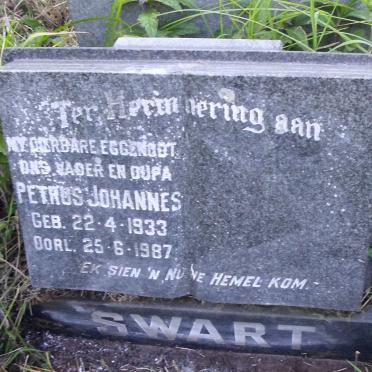 Ter Herinnering aan
MY DIERBARE EGGENOOT
ONS VADER EN OUPA
PETRUS JOHANNES
GEB. 22-4-1933
OORL. 25-6-1987
EK SIEN 'N NUWE HEMEL KOM.
SWART